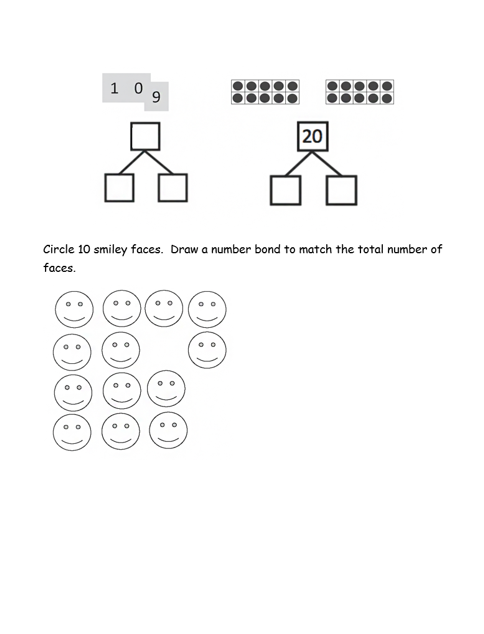 1 0 9
20
Circle 10 smiley faces. Draw a number bond to match the total number of
faces.